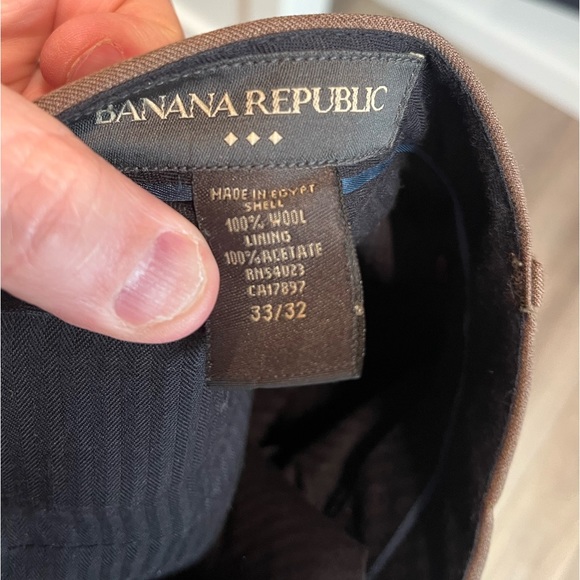 BANANA REPUBLIC
MADE IN EGYPT
SHELL
100% WOOL
LINING
100% ACETATE
RN54023
CA17897
33/32